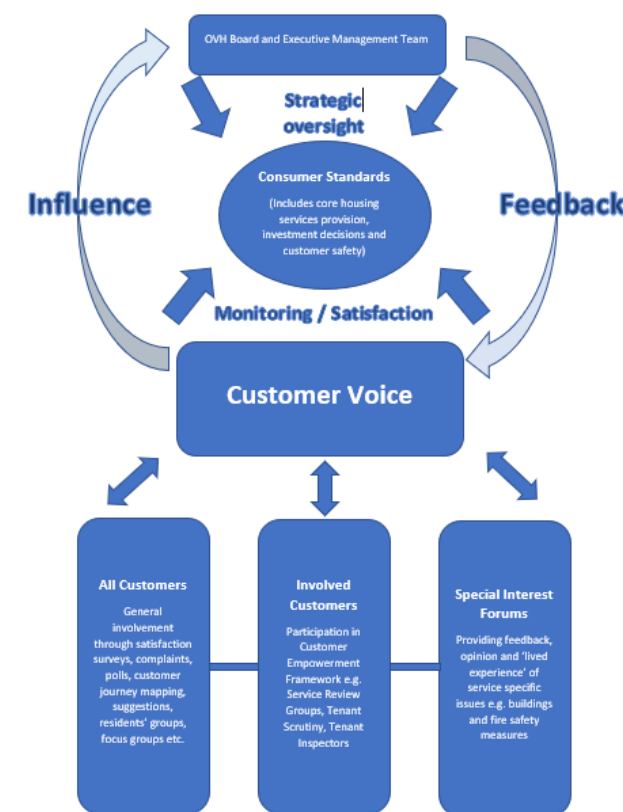 OVH Board and Executive Management Team
Strategic
oversight
Consumer Standards
(Includes core housing
services provision,
investment decisions and
customer safety)
Influence
Feedback
Monitoring / Satisfaction
Customer Voice
All Customers
General
involvement
through satisfaction
surveys, complaints,
polls, customer
journey mapping,
suggestions,
residents' groups,
focus groups etc.
Involved
Customers
Participation in
Customer
Empowerment
Framework e.g.
Service Review
Groups, Tenant
Scrutiny, Tenant
Inspectors
Special Interest
Forums
Providing feedback,
opinion and 'lived
experience' of
service specific
issues e.g. buildings
and fire safety
measures